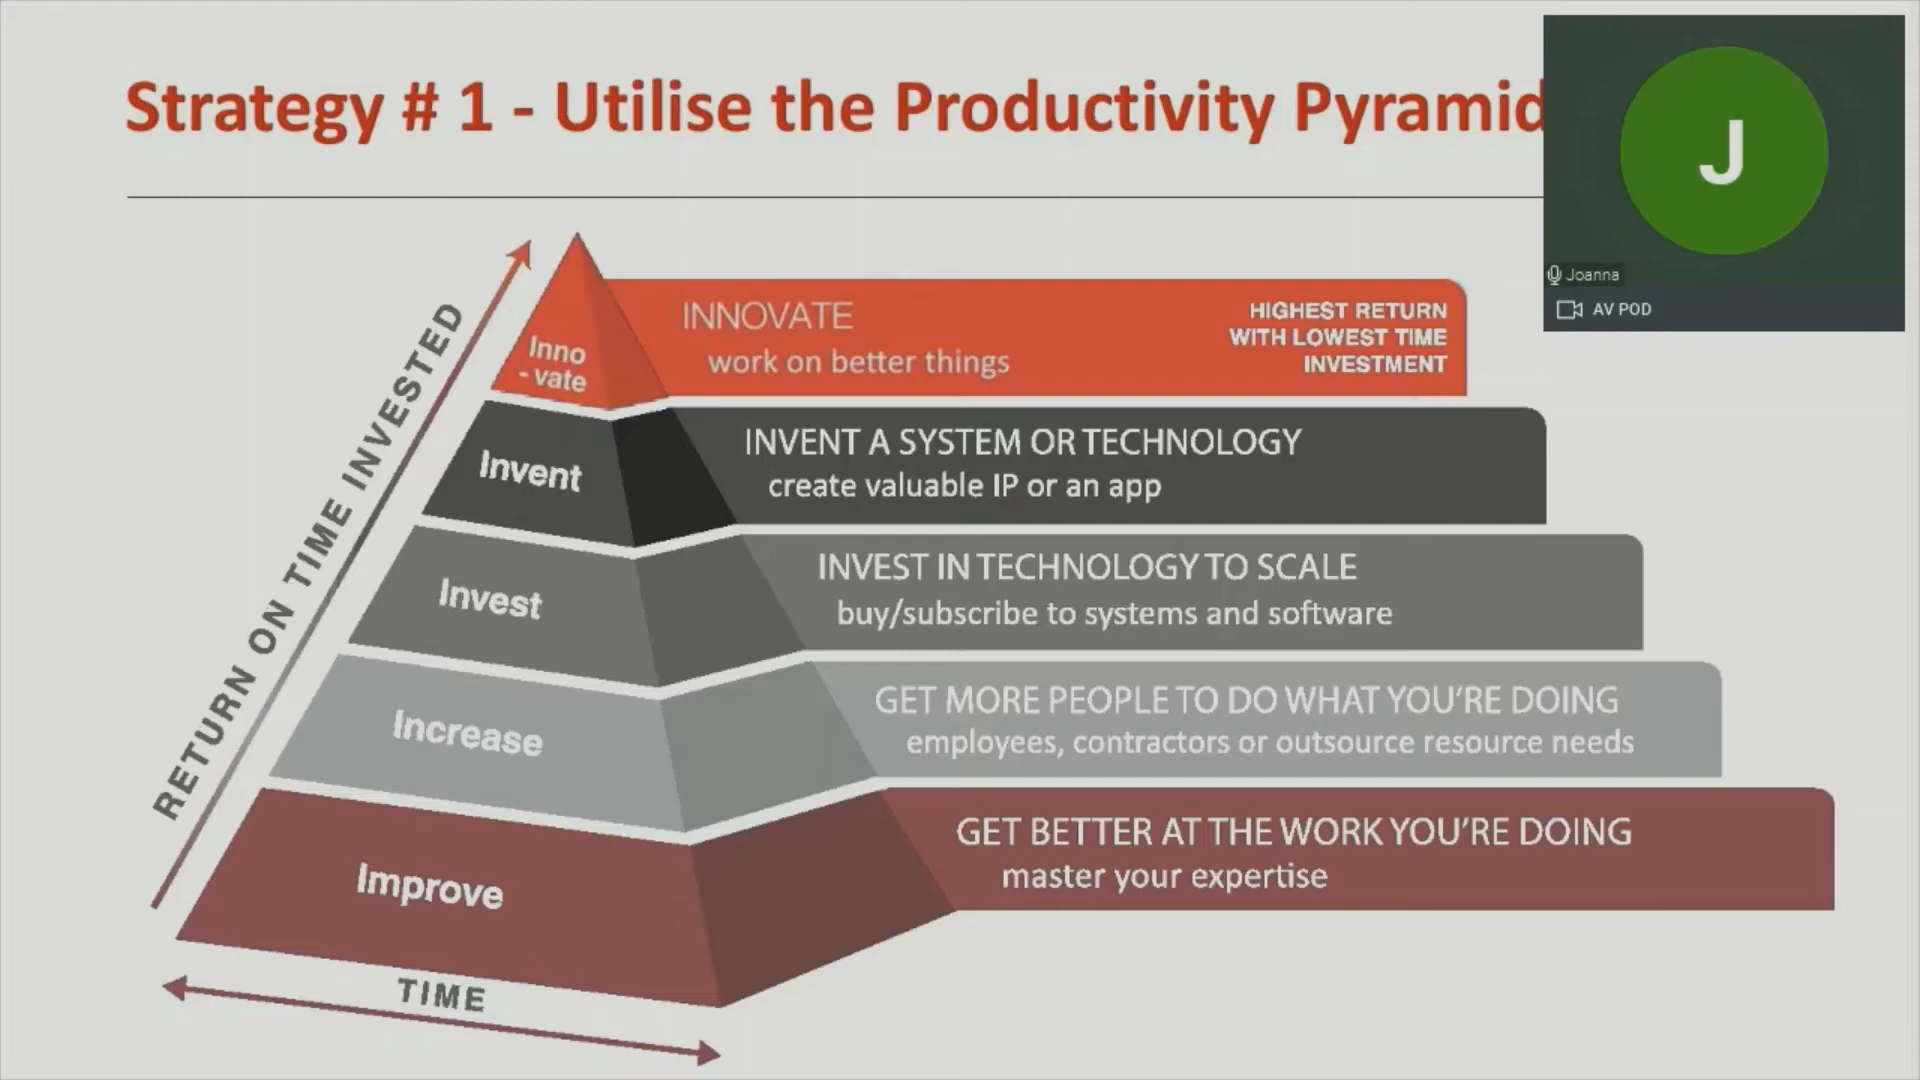 Strategy # 1 - Utilise the Productivity Pyramid
J
Joanna
AV POD
RETURN ON TIME INVESTED
Inno
- vate
INNOVATE
work on better things
HIGHEST RETURN
WITH LOWEST TIME
INVESTMENT
Invent
INVENT A SYSTEM OR TECHNOLOGY
create valuable IP or an app
Invest
INVEST IN TECHNOLOGY TO SCALE
buy/subscribe to systems and software
Increase
GET MORE PEOPLE TO DO WHAT YOU'RE DOING
employees, contractors or outsource resource needs
Improve
GET BETTER AT THE WORK YOU'RE DOING
master your expertise
TIME